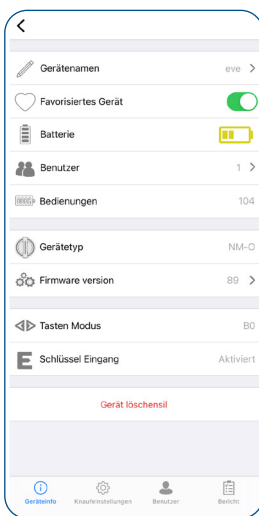 Gerätenamen eve
Favorisiertes Gerät
Batterie
Benutzer 1
Bedienungen 104
Gerätetyp NM-O
Firmware version 89
Tasten Modus B0
E Schlüssel Eingang Aktiviert
Gerät löschensil
Geräteinfo Knaufeinstellungen Benutzer Bericht